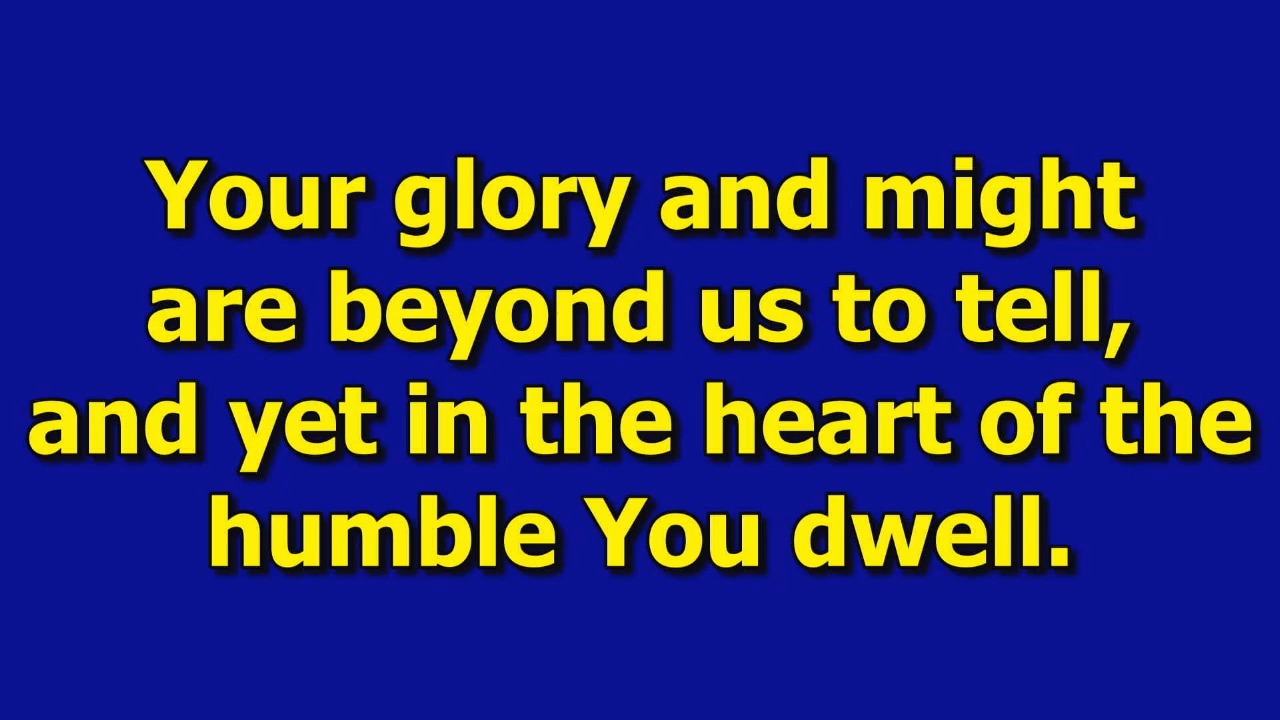 Your glory and might
are beyond us to tell,
and yet in the heart of the
humble You dwell.